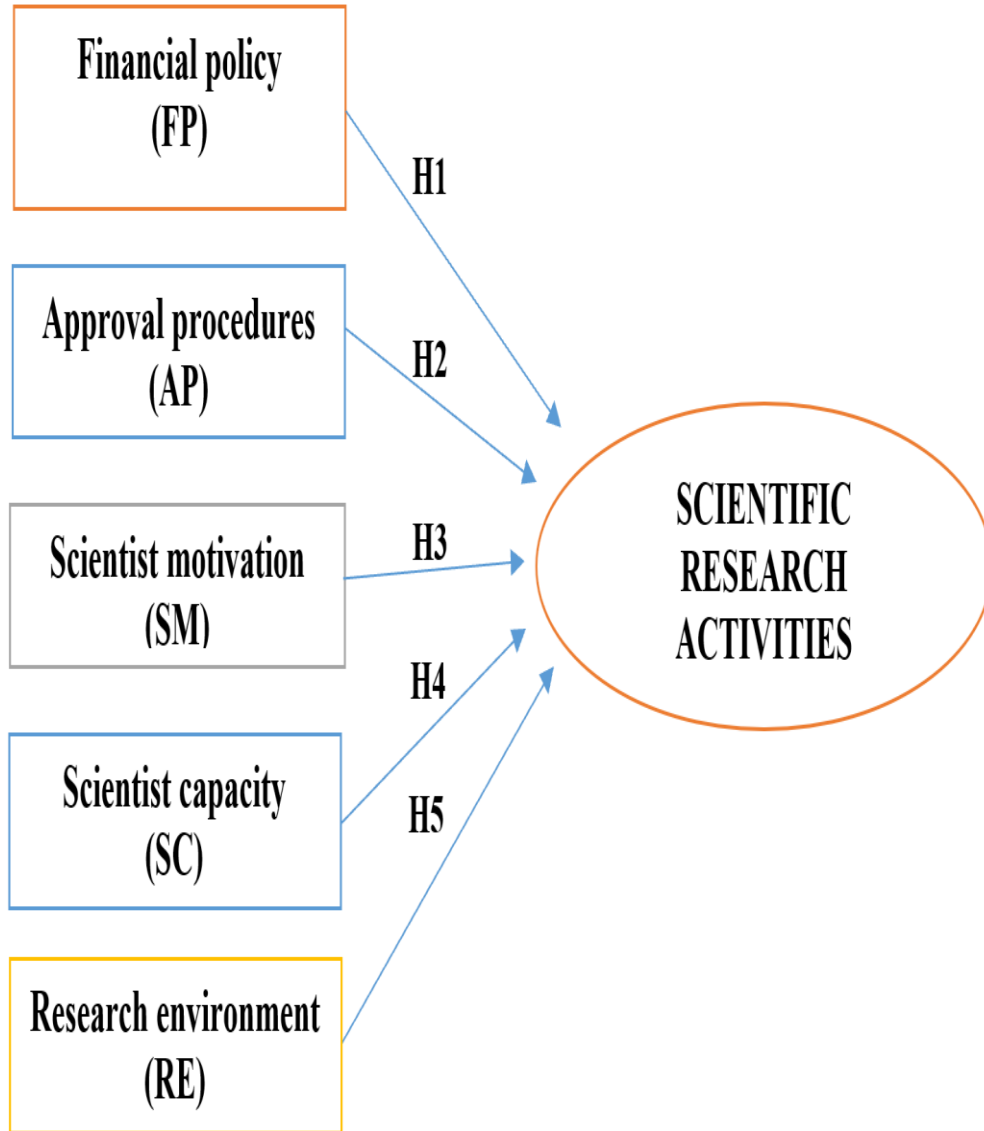 Financial policy
(FP)
H1
Approval procedures
(AP)
H2
Scientist motivation
(SM)
H3
Scientist capacity
(SC)
H4
Research environment
(RE)
H5
SCIENTIFIC
RESEARCH
ACTIVITIES